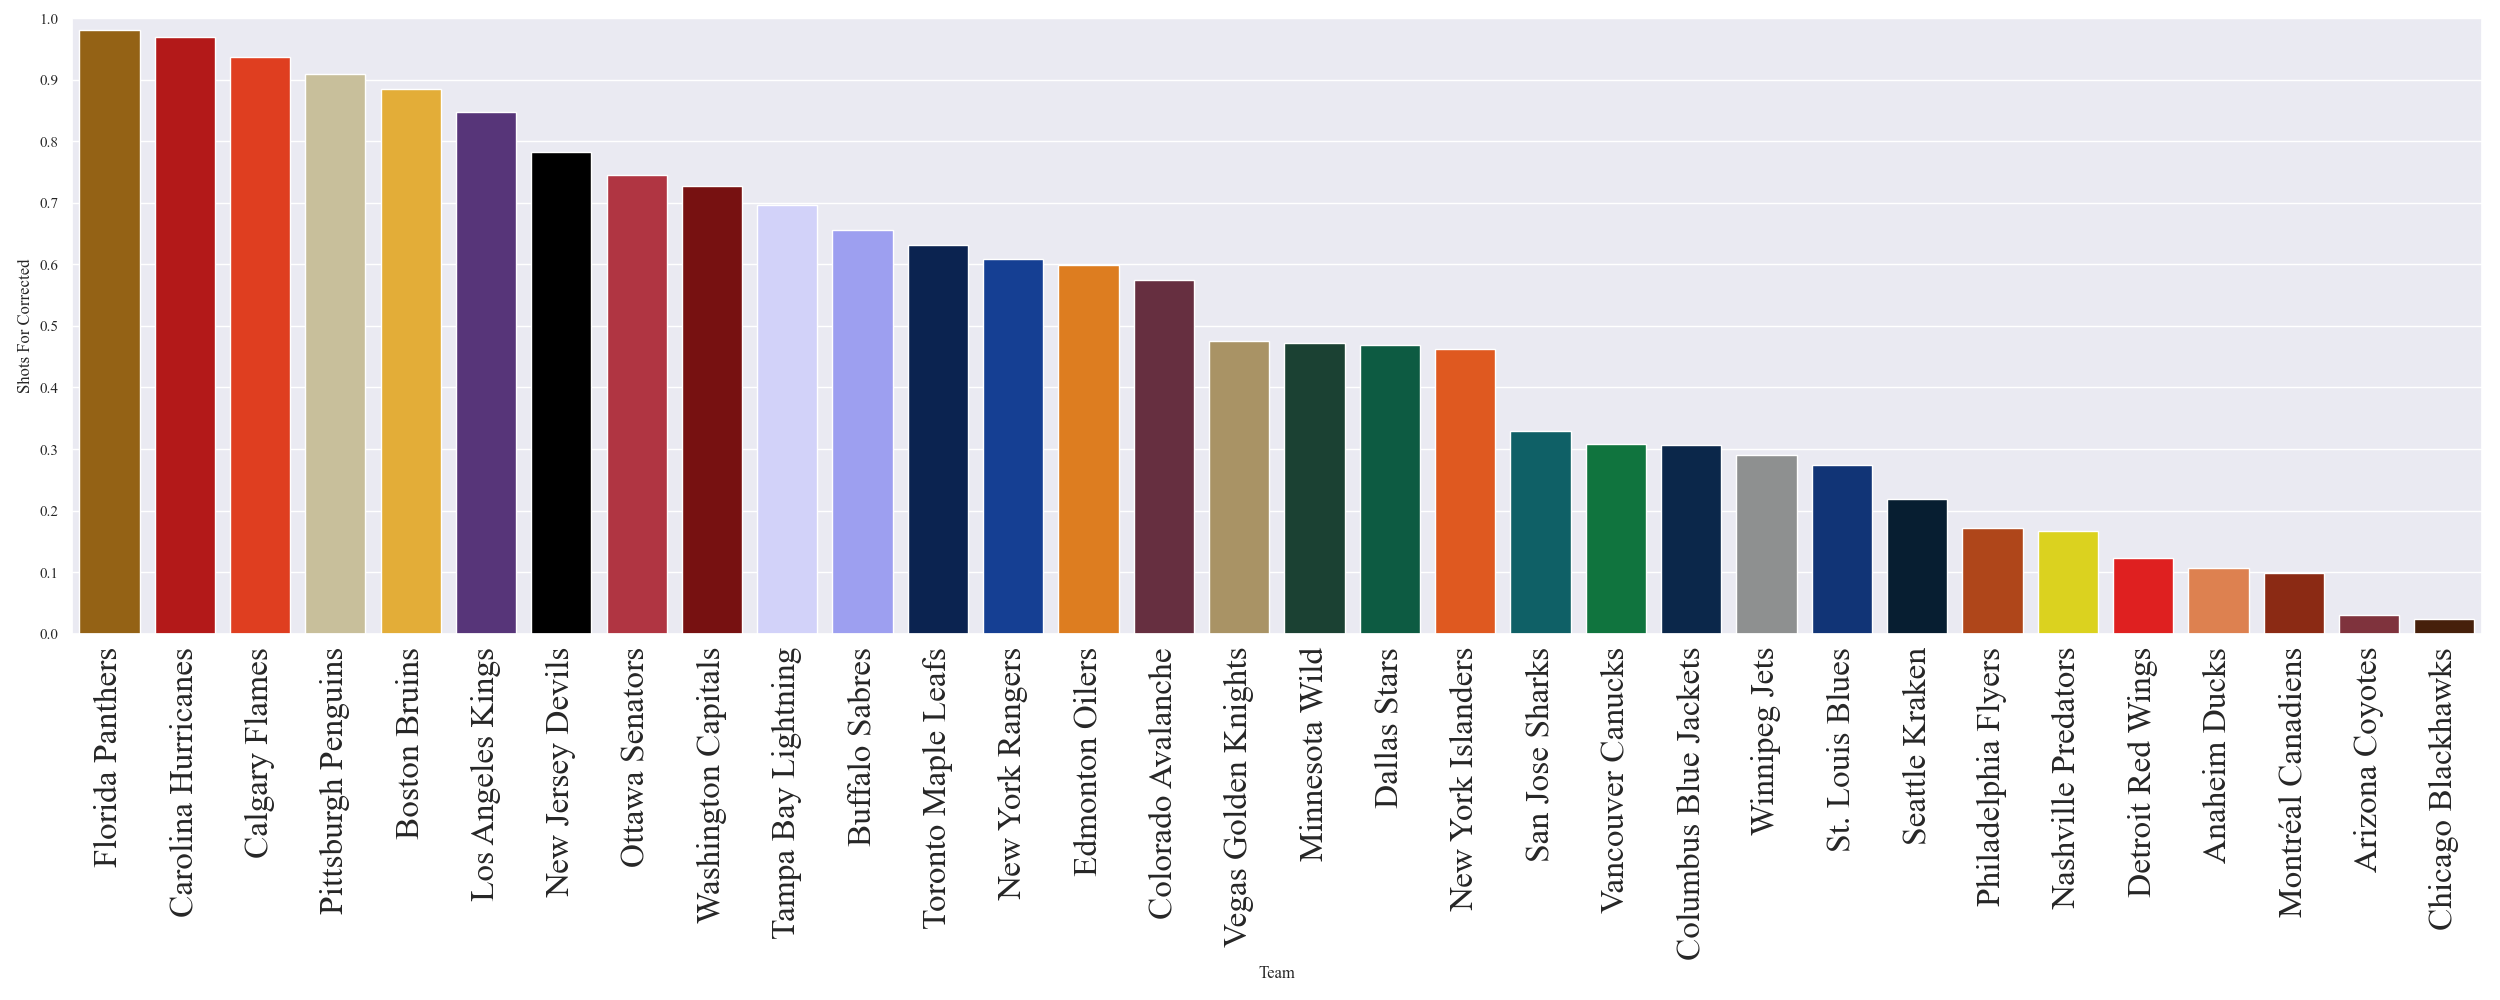 1.0
0.9
0.8
0.7
0.6
0.5
0.4
0.3
0.2
0.1
0.0
Shots For Corrected
Florida Panthers
Carolina Hurricanes
Calgary Flames
Pittsburgh Penguins
Boston Bruins
Los Angeles Kings
New Jersey Devils
Ottawa Senators
Washington Capitals
Tampa Bay Lightning
Buffalo Sabres
Toronto Maple Leafs
New York Rangers
Edmonton Oilers
Colorado Avalanche
Vegas Golden Knights
Minnesota Wild
Dallas Stars
New York Islanders
San Jose Sharks
Vancouver Canucks
Columbus Blue Jackets
Winnipeg Jets
St. Louis Blues
Seattle Kraken
Philadelphia Flyers
Nashville Predators
Detroit Red Wings
Anaheim Ducks
Montréal Canadiens
Arizona Coyotes
Chicago Blackhawks
Team